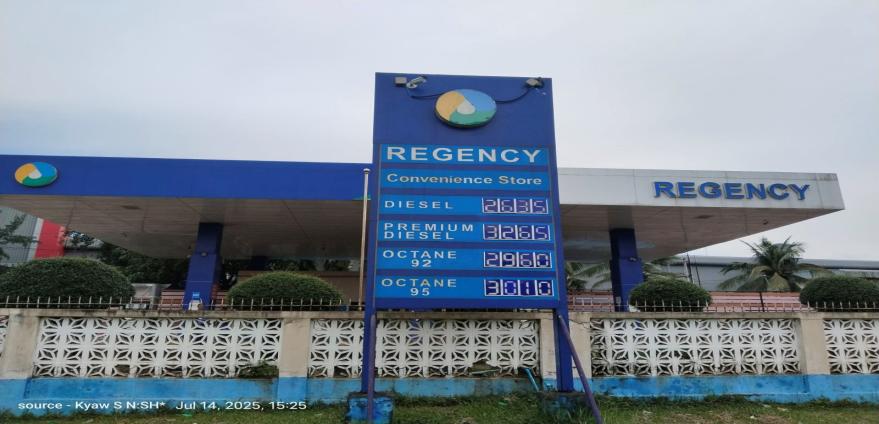 REGENCY
Convenience Store
DIESEL 2635
PREMIUM DIESEL 3265
OCTANE 92 2960
OCTANE 95 3010
REGENCY
source - Kyaw S N:SH* Jul 14, 2025, 15:25